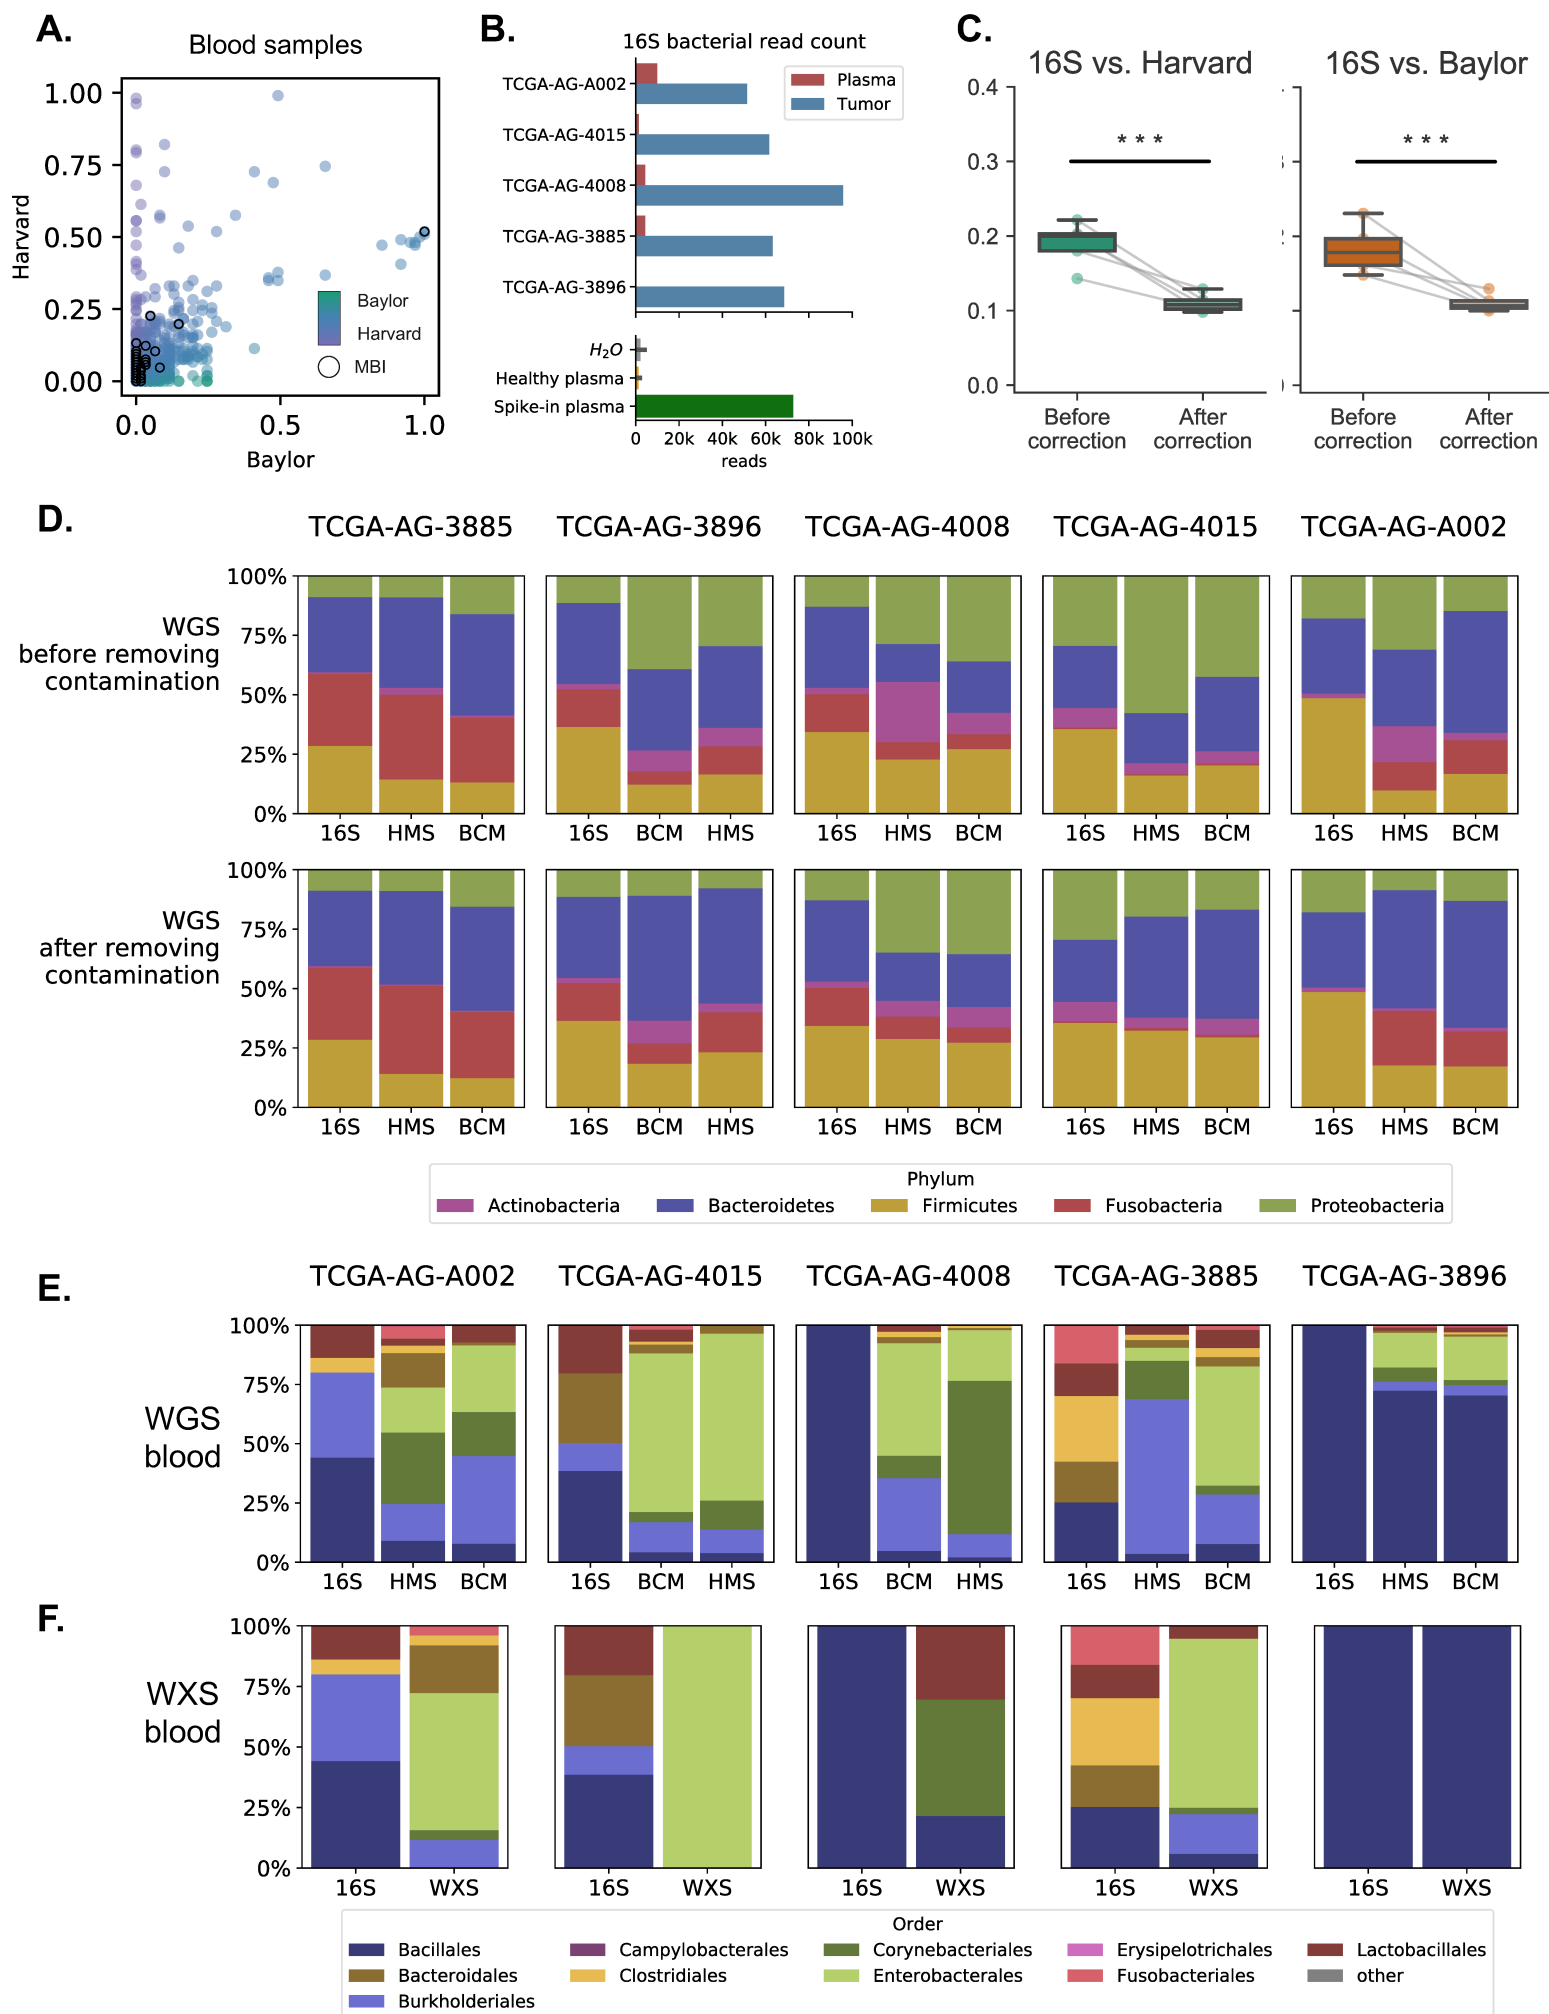 A.
Blood samples
1.00
0.75
0.50
0.25
0.00
Harvard
0.0
0.5
1.0
Baylor
Baylor
Harvard
MBI
B.
16S bacterial read count
Plasma
Tumor
TCGA-AG-A002
TCGA-AG-4015
TCGA-AG-4008
TCGA-AG-3885
TCGA-AG-3896
H2O
Healthy plasma
Spike-in plasma
0 20k 40k 60k 80k 100k
reads
C.
16S vs. Harvard
16S vs. Baylor
0.4
0.3
0.2
0.1
0.0
* * *
* * *
Before correction
After correction
Before correction
After correction
D.
TCGA-AG-3885 TCGA-AG-3896 TCGA-AG-4008 TCGA-AG-4015 TCGA-AG-A002
WGS
before removing
contamination
100%
75%
50%
25%
0%
16S HMS BCM 16S BCM HMS 16S HMS BCM 16S HMS BCM 16S HMS BCM
WGS
after removing
contamination
100%
75%
50%
25%
0%
16S HMS BCM 16S BCM HMS 16S HMS BCM 16S HMS BCM 16S HMS BCM
Phylum
Actinobacteria Bacteroidetes Firmicutes Fusobacteria Proteobacteria
E.
TCGA-AG-A002 TCGA-AG-4015 TCGA-AG-4008 TCGA-AG-3885 TCGA-AG-3896
WGS
blood
100%
75%
50%
25%
0%
16S HMS BCM 16S BCM HMS 16S BCM HMS 16S HMS BCM 16S HMS BCM
F.
WXS
blood
100%
75%
50%
25%
0%
16S WXS 16S WXS 16S WXS 16S WXS 16S WXS
Order
Bacillales Campylobacterales Corynebacteriales Erysipelotrichales Lactobacillales
Bacteroidales Clostridiales Enterobacterales Fusobacteriales other
Burkholderiales